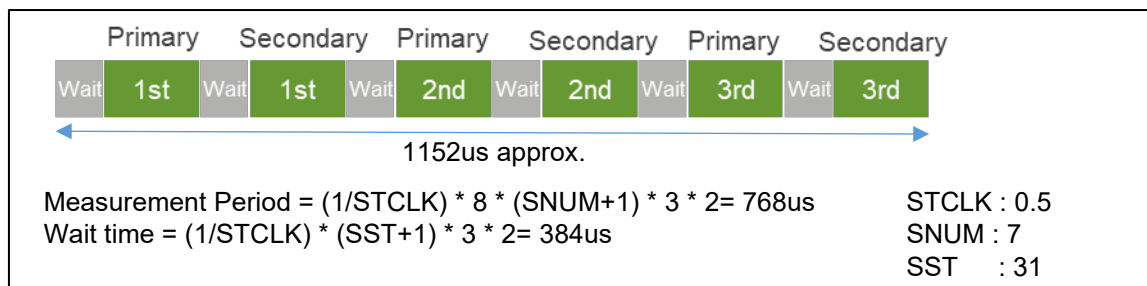 Primary Secondary Primary Secondary Primary Secondary
Wait 1st Wait 1st Wait 2nd Wait 2nd Wait 3rd Wait 3rd
1152us approx.
Measurement Period = (1/STCLK) * 8 * (SNUM+1) * 3 * 2= 768us STCLK : 0.5
Wait time = (1/STCLK) * (SST+1) * 3 * 2= 384us SNUM : 7
SST : 31